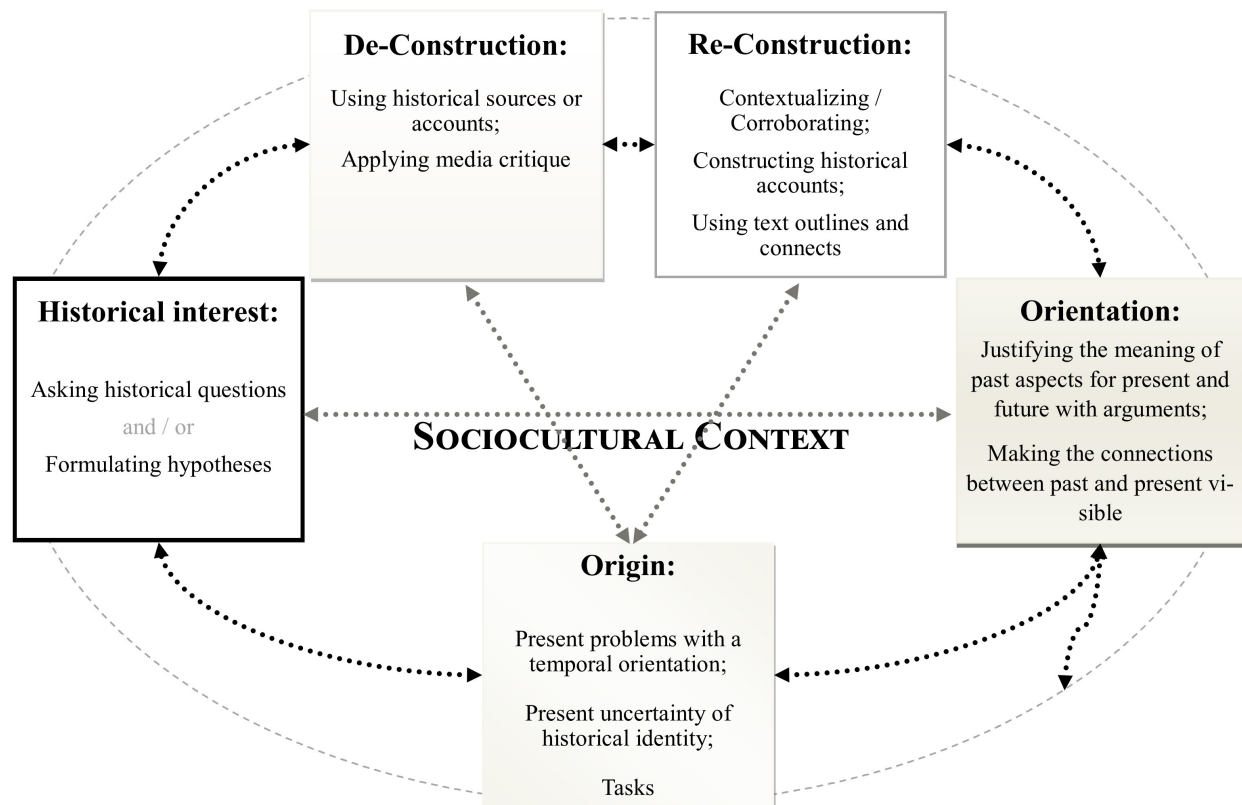 De-Construction:
Using historical sources or
accounts;
Applying media critique
Re-Construction:
Contextualizing /
Corroborating;
Constructing historical
accounts;
Using text outlines and
connects
Historical interest:
Asking historical questions
and / or
Formulating hypotheses
Orientation:
Justifying the meaning of
past aspects for present and
future with arguments;
Making the connections
between past and present vi-
sible
SOCIOCULTURAL CONTEXT
Origin:
Present problems with a
temporal orientation;
Present uncertainty of
historical identity;
Tasks